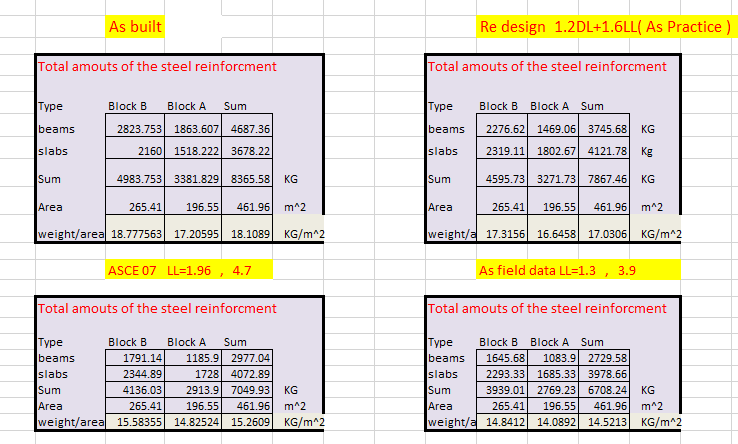 As built
Total amouts of the steel reinforcment
Type Block B Block A Sum
beams 2823.753 1863.607 4687.36
slabs 2160 1518.222 3678.22
Sum 4983.753 3381.829 8365.58 KG
Area 265.41 196.55 461.96 m^2
weight/area 18.777563 17.20595 18.1089 KG/m^2
Re design 1.2DL+1.6LL( As Practice )
Total amouts of the steel reinforcment
Type Block B Block A Sum
beams 2276.62 1469.06 3745.68 KG
slabs 2319.11 1802.67 4121.78 Kg
Sum 4595.73 3271.73 7867.46 KG
Area 265.41 196.55 461.96 m^2
weight/a 17.3156 16.6458 17.0306 KG/m^2
ASCE 07 LL=1.96 , 4.7
Total amouts of the steel reinforcment
Type Block B Block A Sum
beams 1791.14 1185.9 2977.04
slabs 2344.89 1728 4072.89
Sum 4136.03 2913.9 7049.93 KG
Area 265.41 196.55 461.96 m^2
weight/area 15.58355 14.82524 15.2609 KG/m^2
As field data LL=1.3 , 3.9
Total amouts of the steel reinforcment
Type Block B Block A Sum
beams 1645.68 1083.9 2729.58
slabs 2293.33 1685.33 3978.66
Sum 3939.01 2769.23 6708.24 KG
Area 265.41 196.55 461.96 m^2
weight/a 14.8412 14.0892 14.5213 KG/m^2